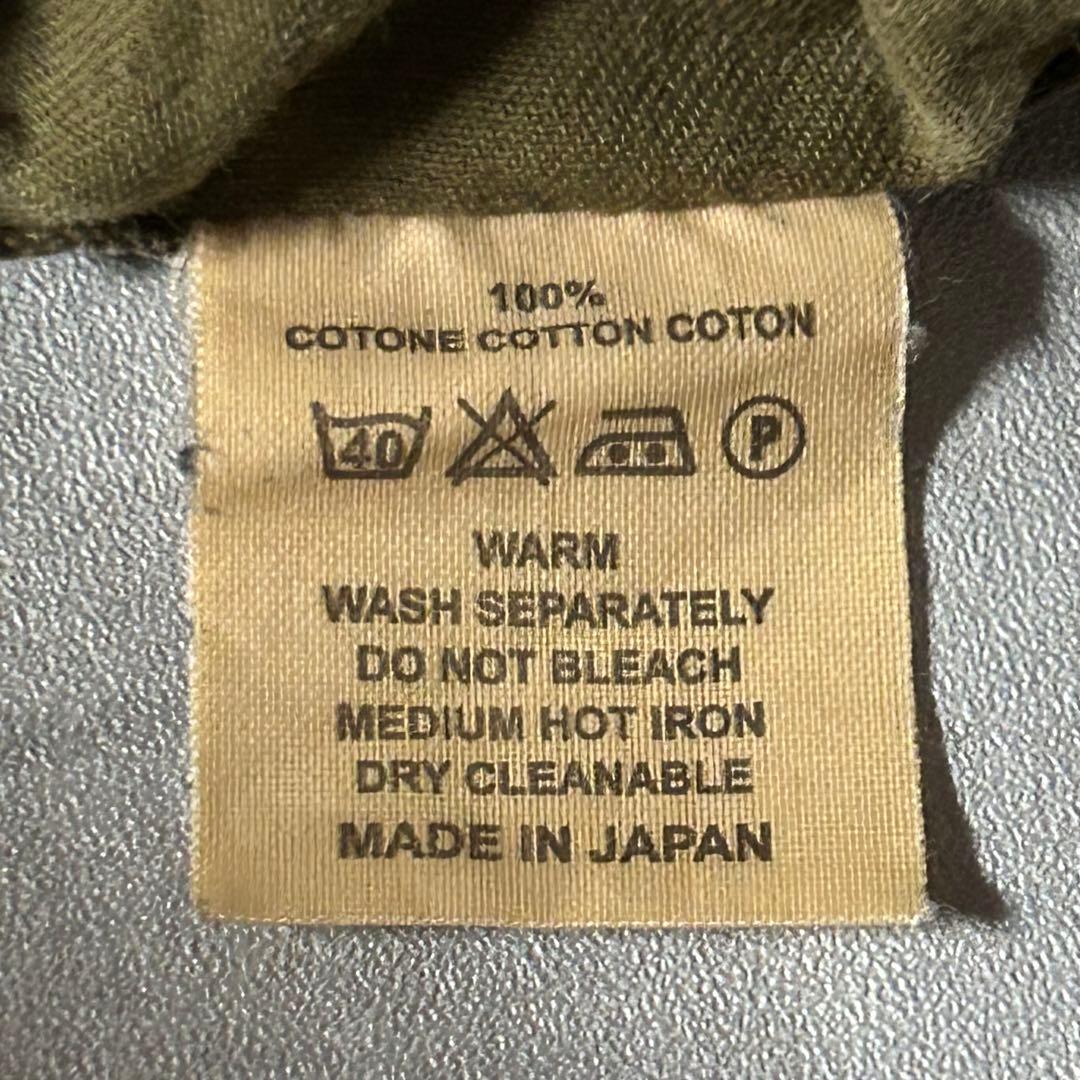 100%
COTONE COTTON COTON
40 P
WARM
WASH SEPARATELY
DO NOT BLEACH
MEDIUM HOT IRON
DRY CLEANABLE
MADE IN JAPAN